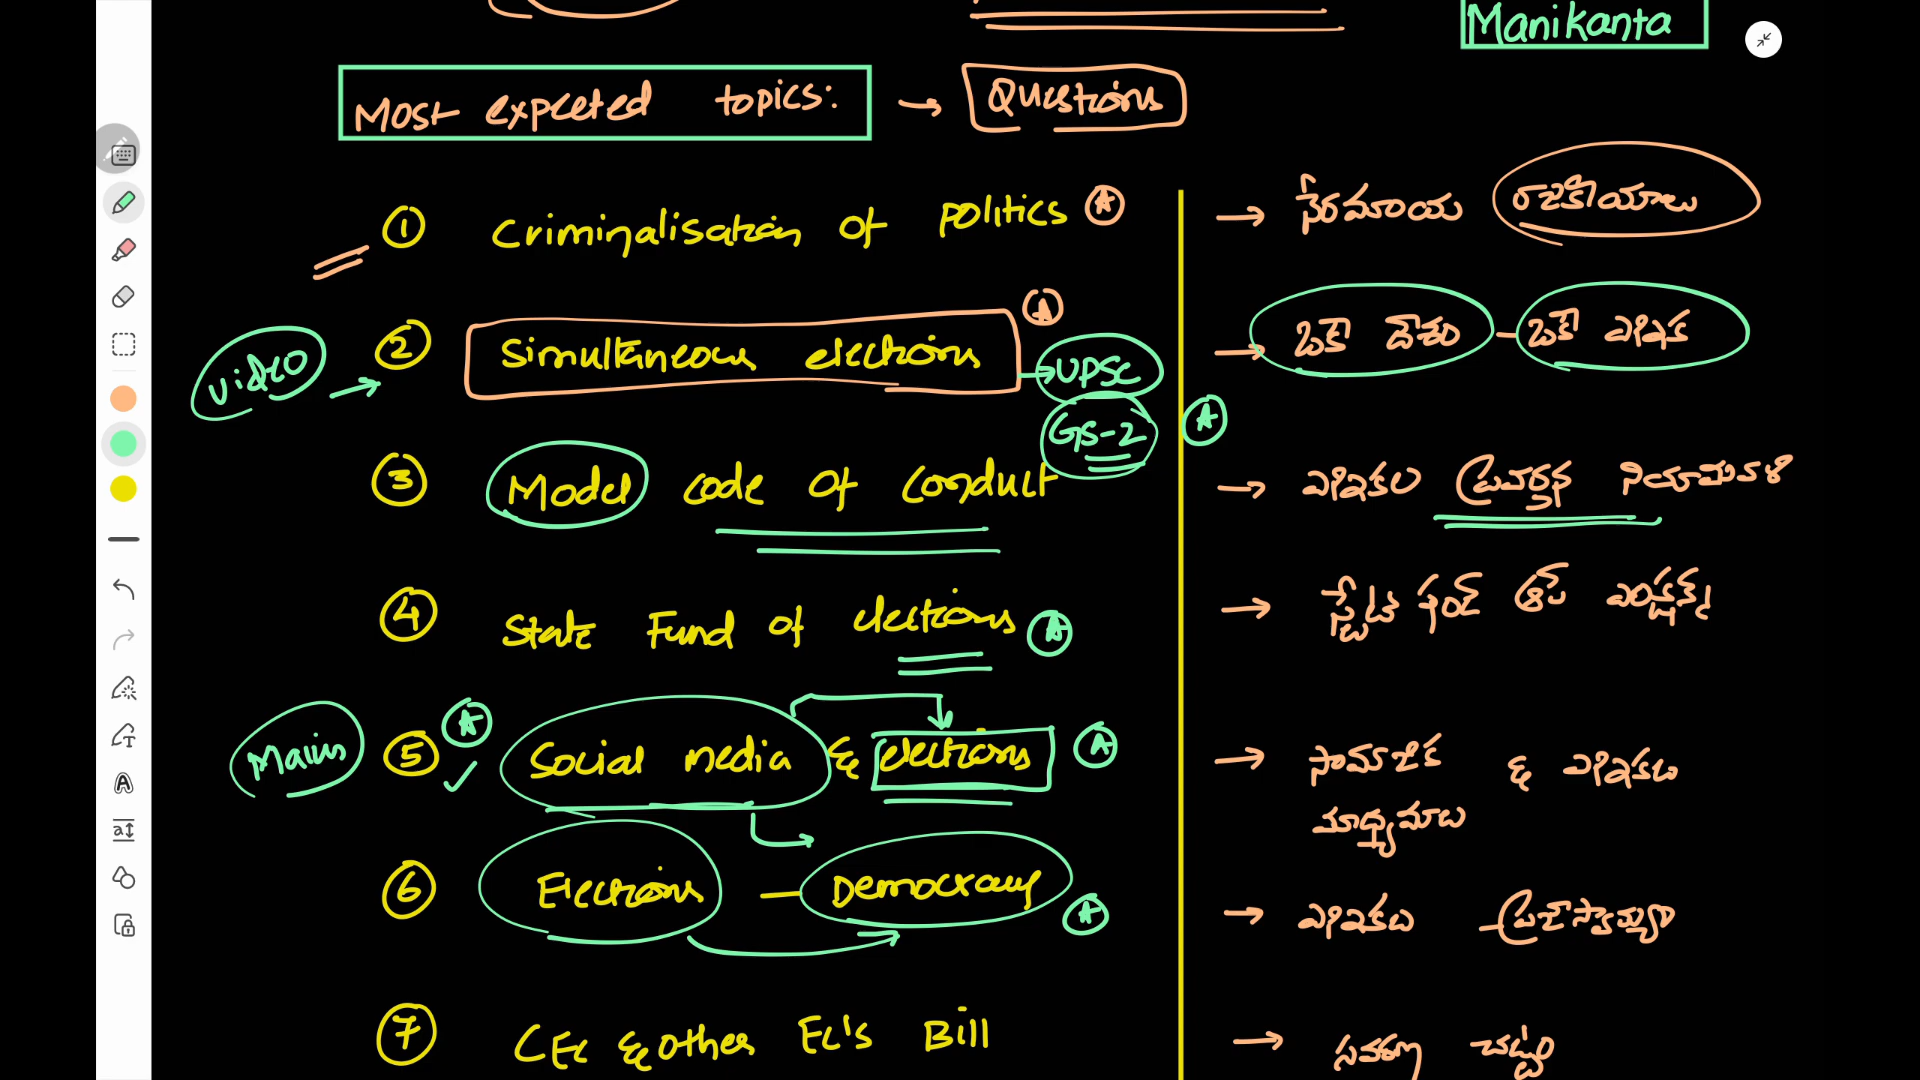 Manikanta
Most expected topics: → Questions
① Criminalisation of politics Ⓐ → నేరమాయ రాజకీయాలు
video → ② Simultaneous elections Ⓐ → UPSC → ఒకే దేశం - ఒకే ఎన్నిక
GS-2 Ⓐ
③ Model code of conduct → ఎన్నికల ప్రవర్తన నియమావళి
④ State Fund of elections Ⓐ → స్టేట్ ఫండ్ ఆఫ్ ఎలక్షన్స్
Mains ⑤ Ⓐ ✓ Social media & elections Ⓐ → సామాజిక & ఎన్నికలు
మాధ్యమాలు
⑥ Elections - Democracy Ⓐ → ఎన్నికలు - ప్రజాస్వామ్యం
⑦ CEC & other EC's Bill → సవరణ చట్టం